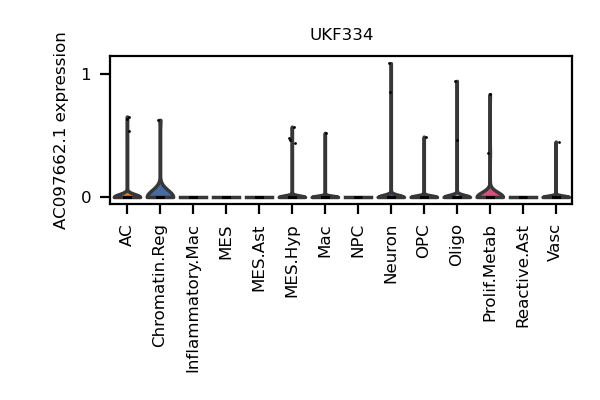 UKF334
AC097662.1 expression
1
0
AC
Chromatin.Reg
Inflammatory.Mac
MES
MES.Ast
MES.Hyp
Mac
NPC
Neuron
OPC
Oligo
Prolif.Metab
Reactive.Ast
Vasc